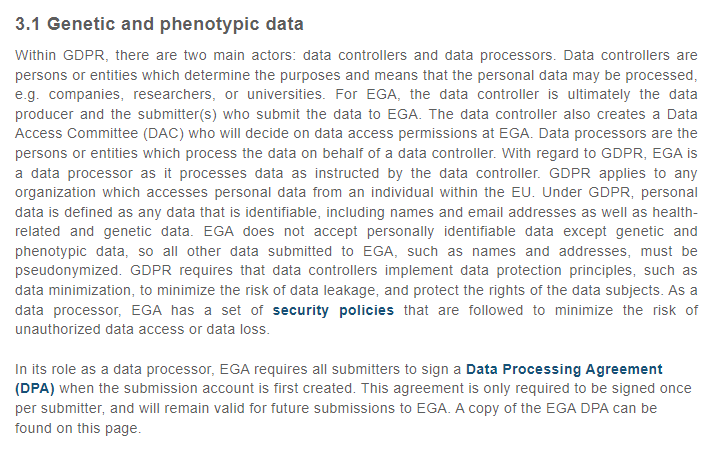 3.1 Genetic and phenotypic data
Within GDPR, there are two main actors: data controllers and data processors. Data controllers are
persons or entities which determine the purposes and means that the personal data may be processed,
e.g. companies, researchers, or universities. For EGA, the data controller is ultimately the data
producer and the submitter(s) who submit the data to EGA. The data controller also creates a Data
Access Committee (DAC) who will decide on data access permissions at EGA. Data processors are the
persons or entities which process the data on behalf of a data controller. With regard to GDPR, EGA is
a data processor as it processes data as instructed by the data controller. GDPR applies to any
organization which accesses personal data from an individual within the EU. Under GDPR, personal
data is defined as any data that is identifiable, including names and email addresses as well as health-
related and genetic data. EGA does not accept personally identifiable data except genetic and
phenotypic data, so all other data submitted to EGA, such as names and addresses, must be
pseudonymized. GDPR requires that data controllers implement data protection principles, such as
data minimization, to minimize the risk of data leakage, and protect the rights of the data subjects. As a
data processor, EGA has a set of security policies that are followed to minimize the risk of
unauthorized data access or data loss.
In its role as a data processor, EGA requires all submitters to sign a Data Processing Agreement
(DPA) when the submission account is first created. This agreement is only required to be signed once
per submitter, and will remain valid for future submissions to EGA. A copy of the EGA DPA can be
found on this page.